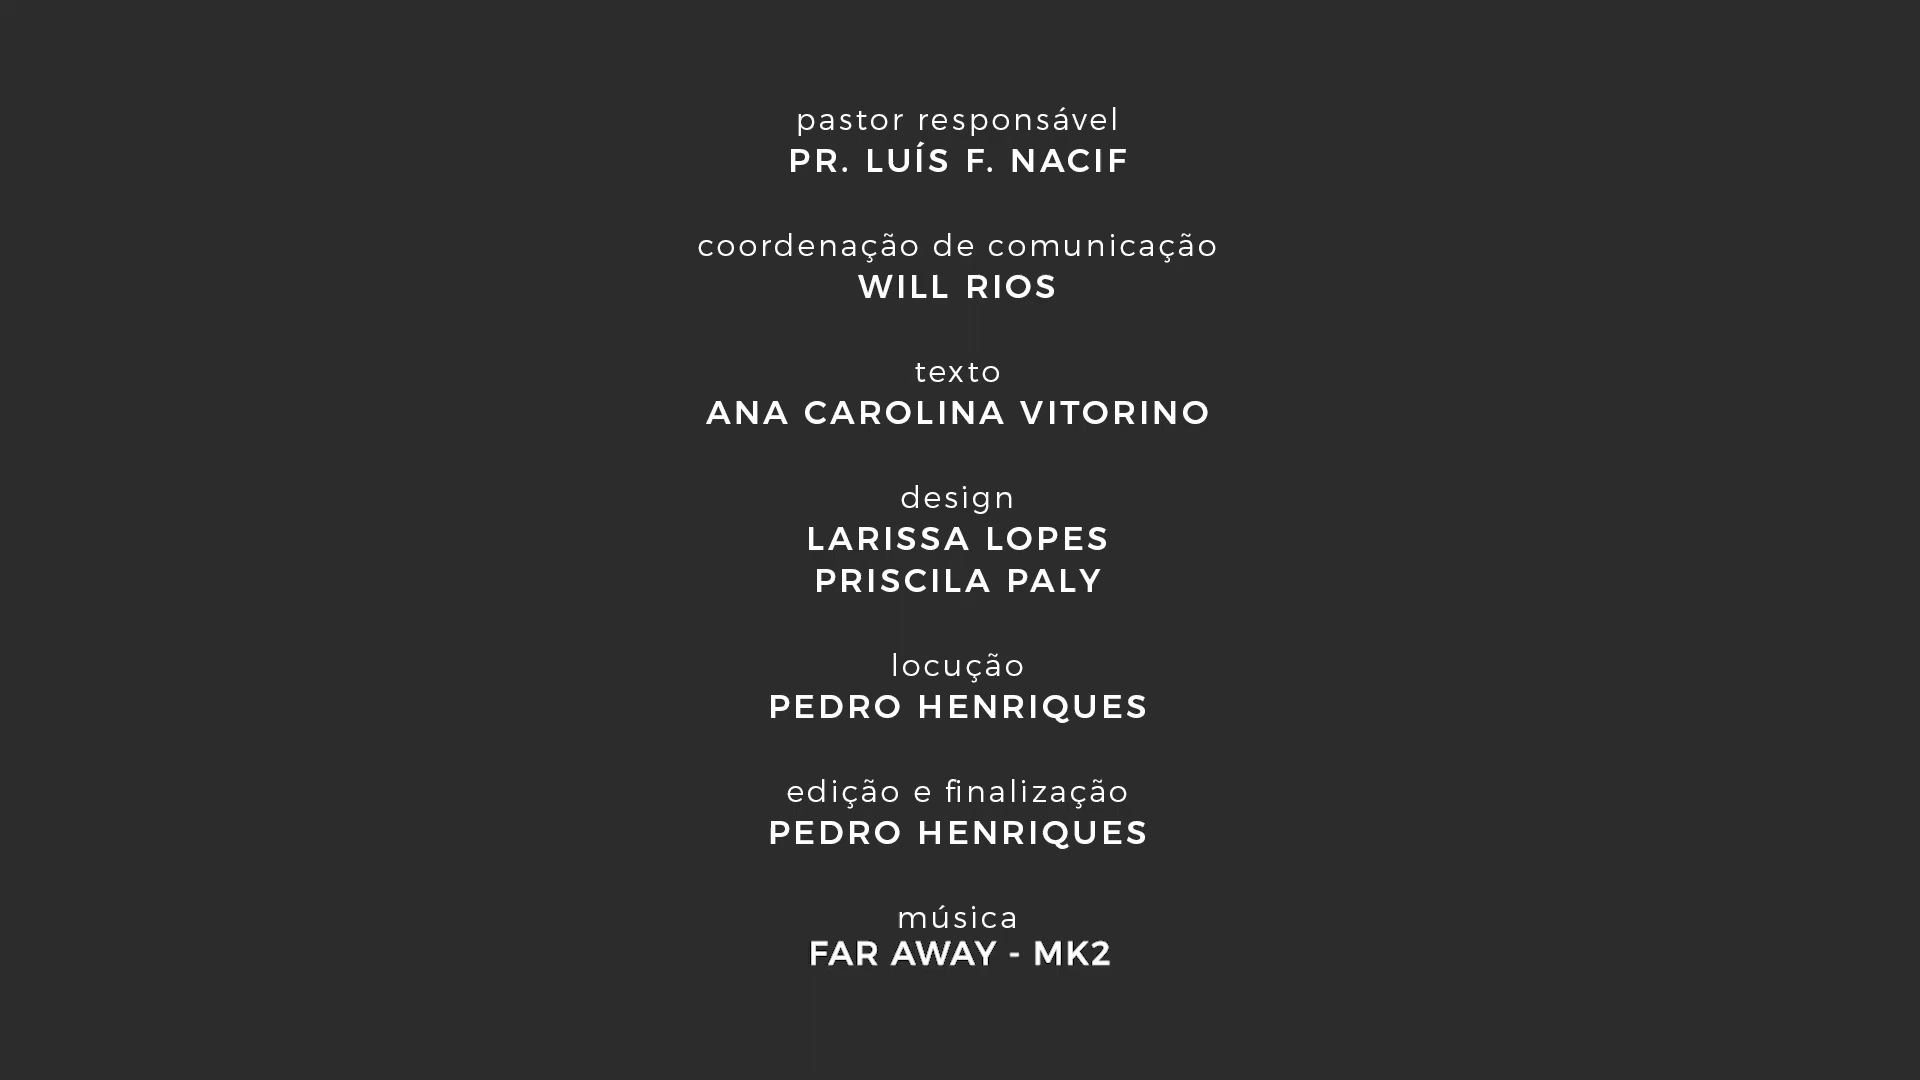 pastor responsável
PR. LUÍS F. NACIF
coordenação de comunicação
WILL RIOS
texto
ANA CAROLINA VITORINO
design
LARISSA LOPES
PRISCILA PALY
locução
PEDRO HENRIQUES
edição e finalização
PEDRO HENRIQUES
música
FAR AWAY - MK2